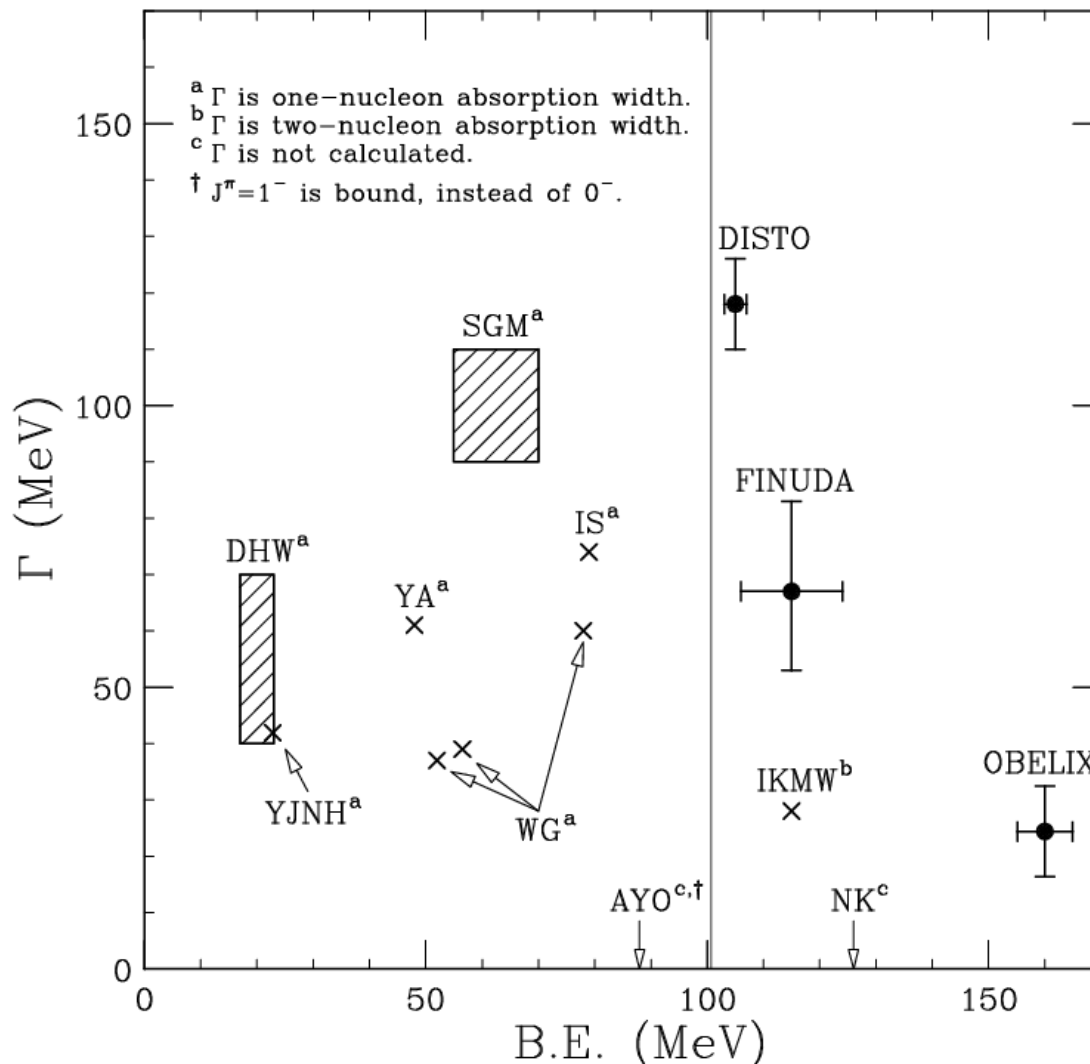 ᵃ Γ is one−nucleon absorption width.
ᵇ Γ is two−nucleon absorption width.
ᶜ Γ is not calculated.
† Jᵖⁱ=1⁻ is bound, instead of 0⁻.
150
DISTO
SGMᵃ
100
FINUDA
ISᵃ
DHWᵃ
YAᵃ
50
OBELIX
IKMWᵇ
YJNHᵃ
WGᵃ
AYOᶜ,†
NKᶜ
0
0 50 100 150
B.E. (MeV)
Γ (MeV)